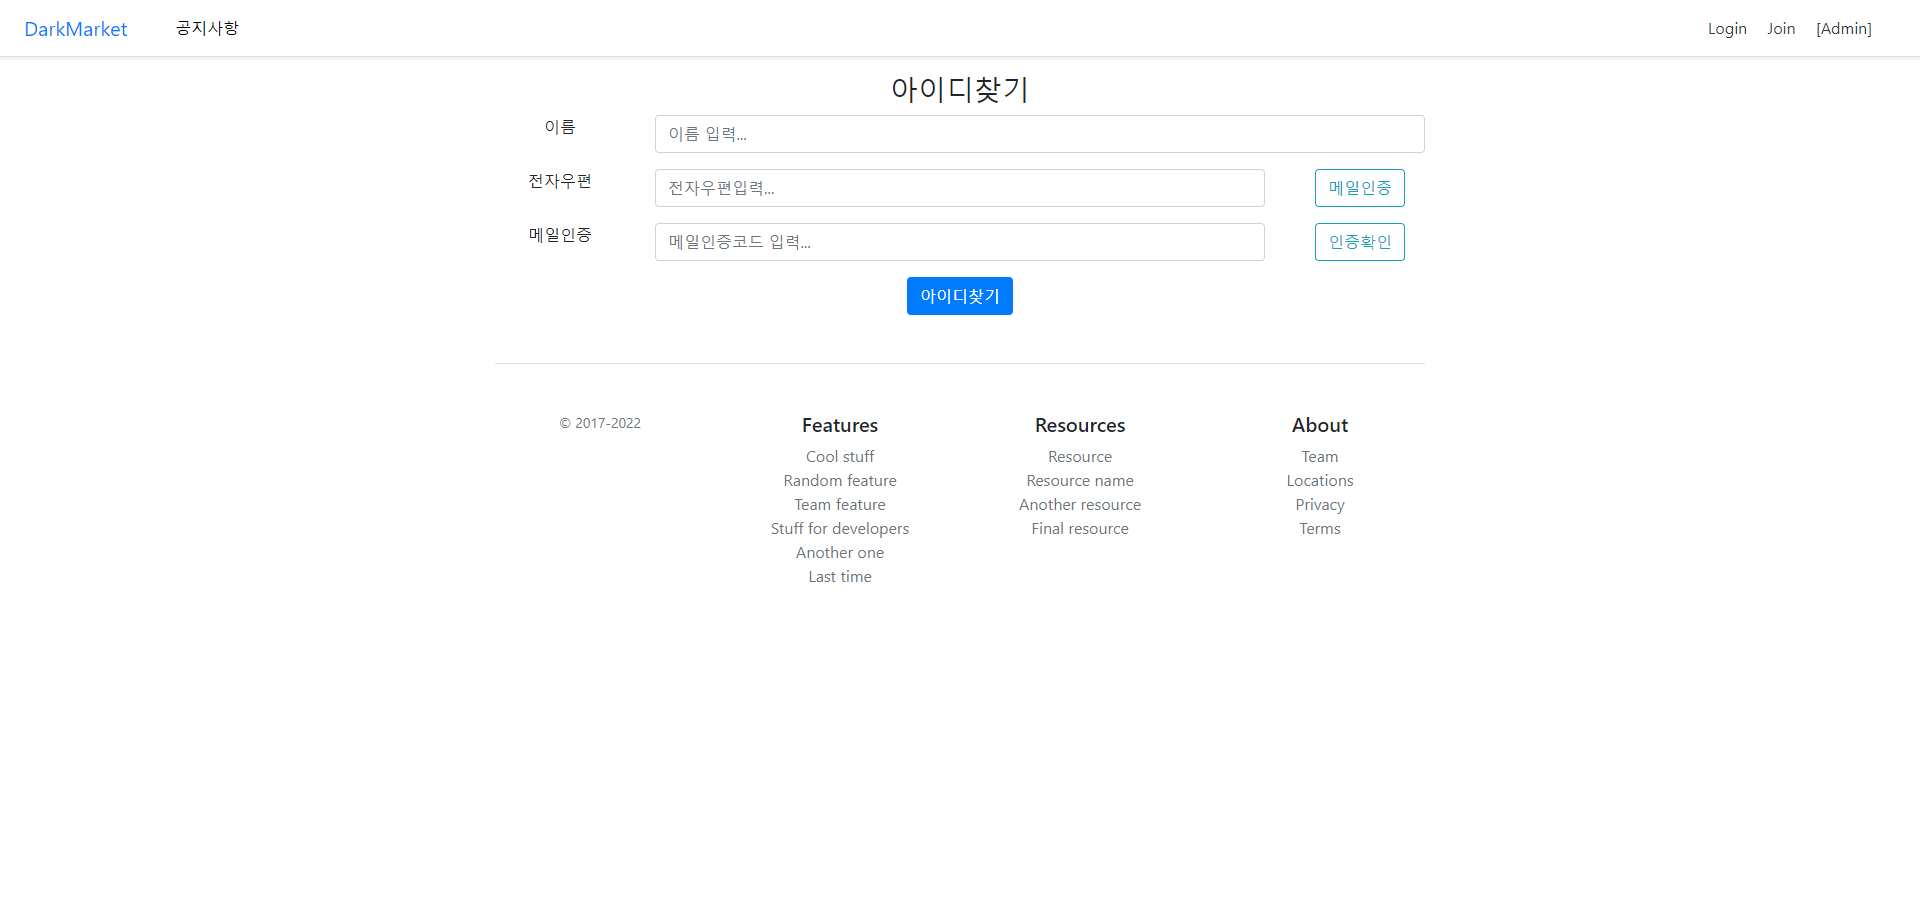 DarkMarket 공지사항 Login Join [Admin]
아이디찾기
이름 이름 입력...
전자우편 전자우편입력... 메일인증
메일인증 메일인증코드 입력... 인증확인
아이디찾기
© 2017-2022
Features
Cool stuff
Random feature
Team feature
Stuff for developers
Another one
Last time
Resources
Resource
Resource name
Another resource
Final resource
About
Team
Locations
Privacy
Terms